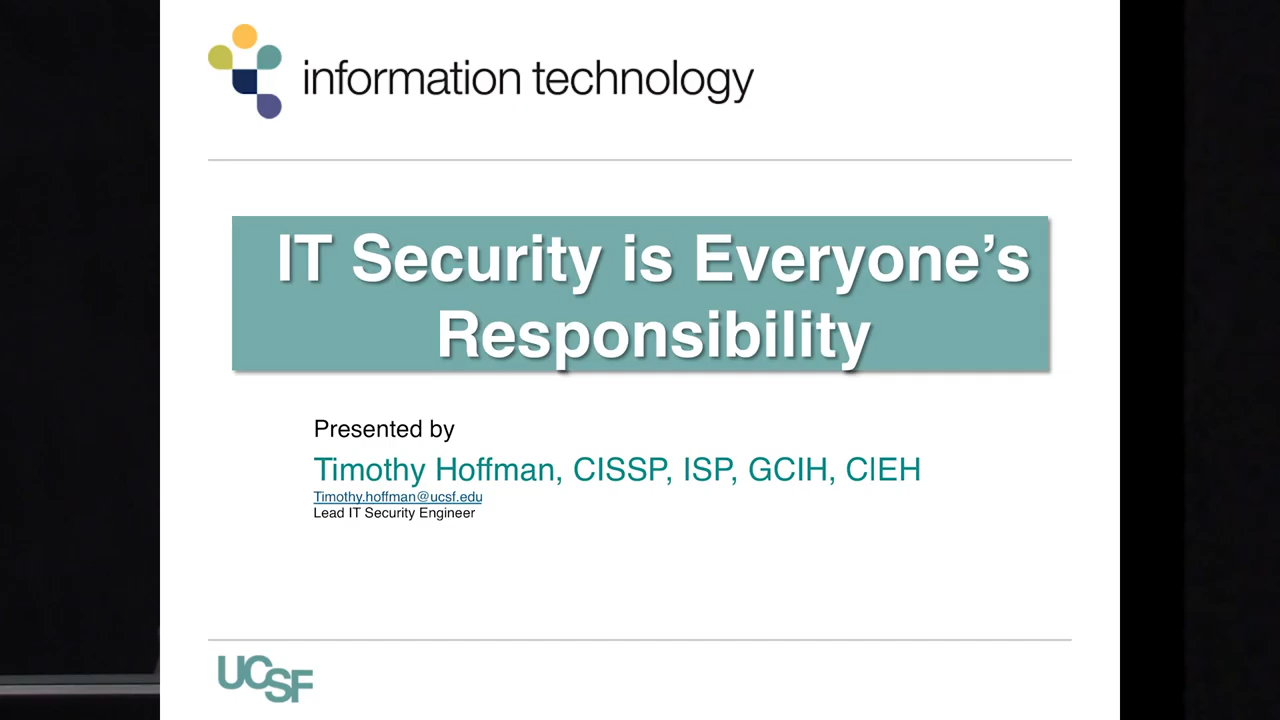 information technology
IT Security is Everyone’s
Responsibility
Presented by
Timothy Hoffman, CISSP, ISP, GCIH, C|EH
Timothy.hoffman@ucsf.edu
Lead IT Security Engineer
UCSF